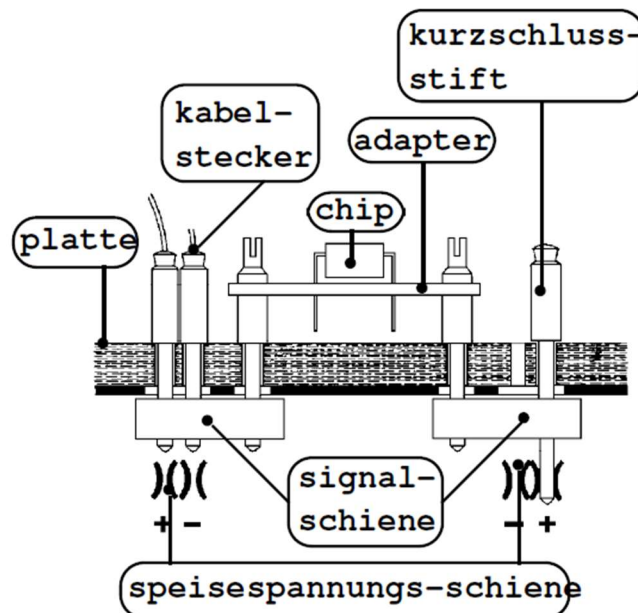 kurzschluss-
stift
kabel-
stecker
adapter
chip
platte
signal-
schiene
+ −
− +
speisespannungs-schiene